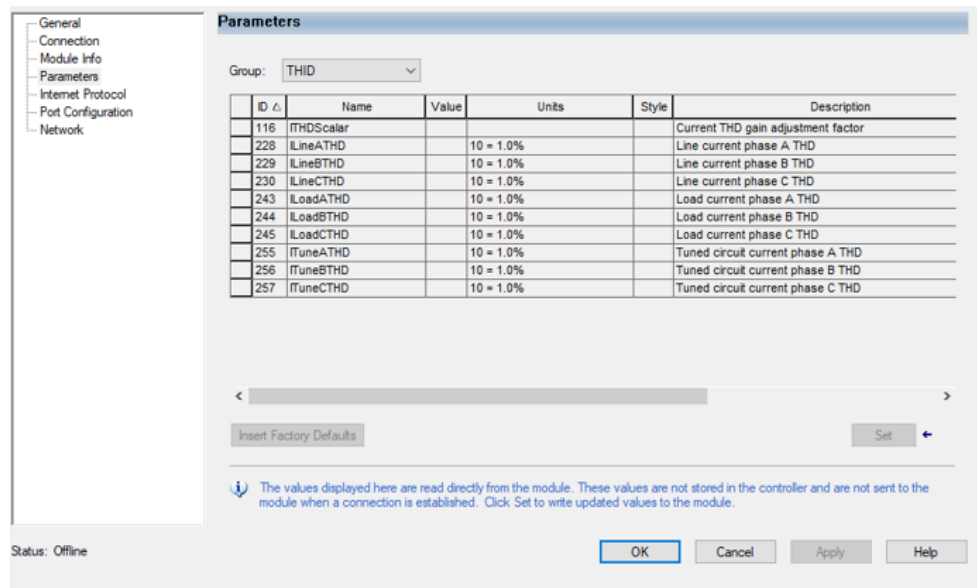 General
Connection
Module Info
Parameters
Internet Protocol
Port Configuration
Network
Parameters
Group: THID
ID Name Value Units Style Description
116 ITHDScalar Current THD gain adjustment factor
228 ILineATHD 10 = 1.0% Line current phase A THD
229 ILineBTHD 10 = 1.0% Line current phase B THD
230 ILineCTHD 10 = 1.0% Line current phase C THD
243 ILoadATHD 10 = 1.0% Load current phase A THD
244 ILoadBTHD 10 = 1.0% Load current phase B THD
245 ILoadCTHD 10 = 1.0% Load current phase C THD
255 ITuneATHD 10 = 1.0% Tuned circuit current phase A THD
256 ITuneBTHD 10 = 1.0% Tuned circuit current phase B THD
257 ITuneCTHD 10 = 1.0% Tuned circuit current phase C THD
Insert Factory Defaults Set
The values displayed here are read directly from the module. These values are not stored in the controller and are not sent to the
module when a connection is established. Click Set to write updated values to the module.
Status: Offline OK Cancel Apply Help